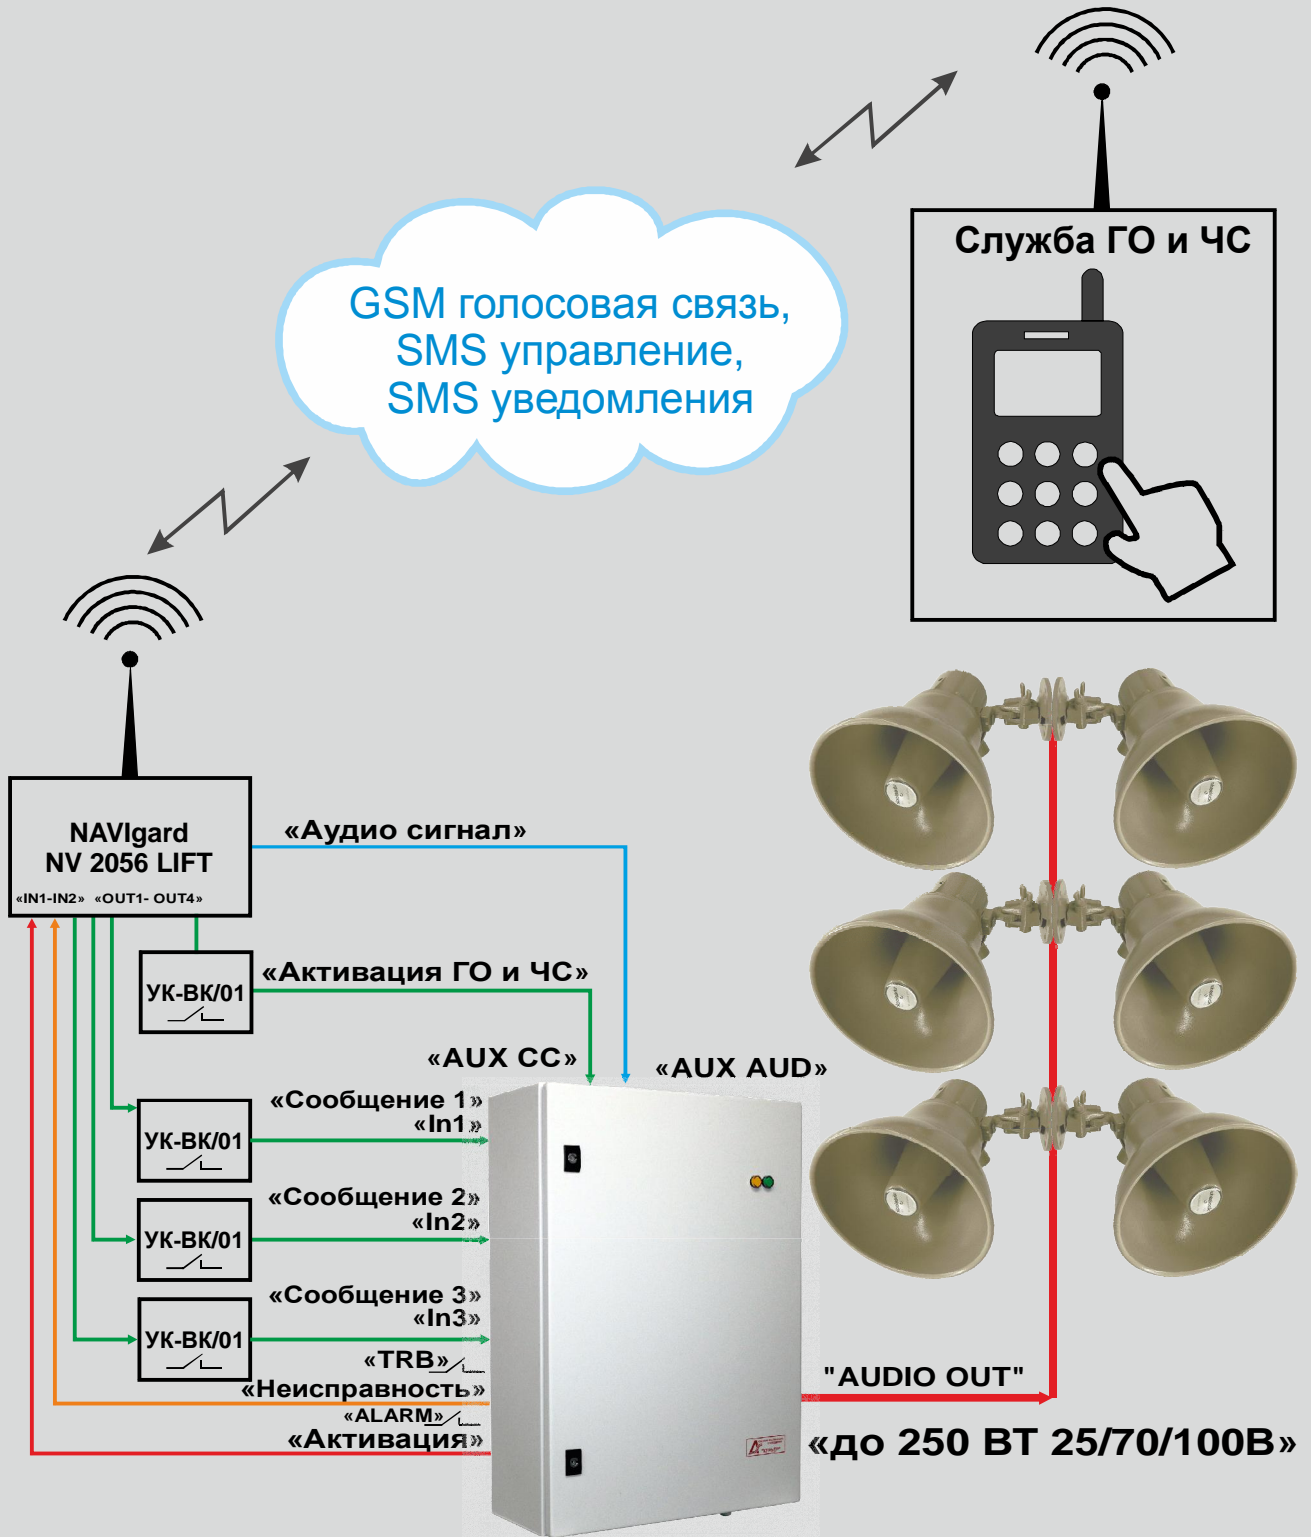 Служба ГО и ЧС
GSM голосовая связь,
SMS управление,
SMS уведомления
NAVIgard
NV 2056 LIFT
«IN1-IN2» «OUT1- OUT4»
«Аудио сигнал»
УК-ВК/01
«Активация ГО и ЧС»
«AUX CC»
«AUX AUD»
УК-ВК/01
«Сообщение 1»
«In1»
УК-ВК/01
«Сообщение 2»
«In2»
УК-ВК/01
«Сообщение 3»
«In3»
«TRB»
«Неисправность»
«ALARM»
«Активация»
"AUDIO OUT"
«до 250 ВТ 25/70/100В»